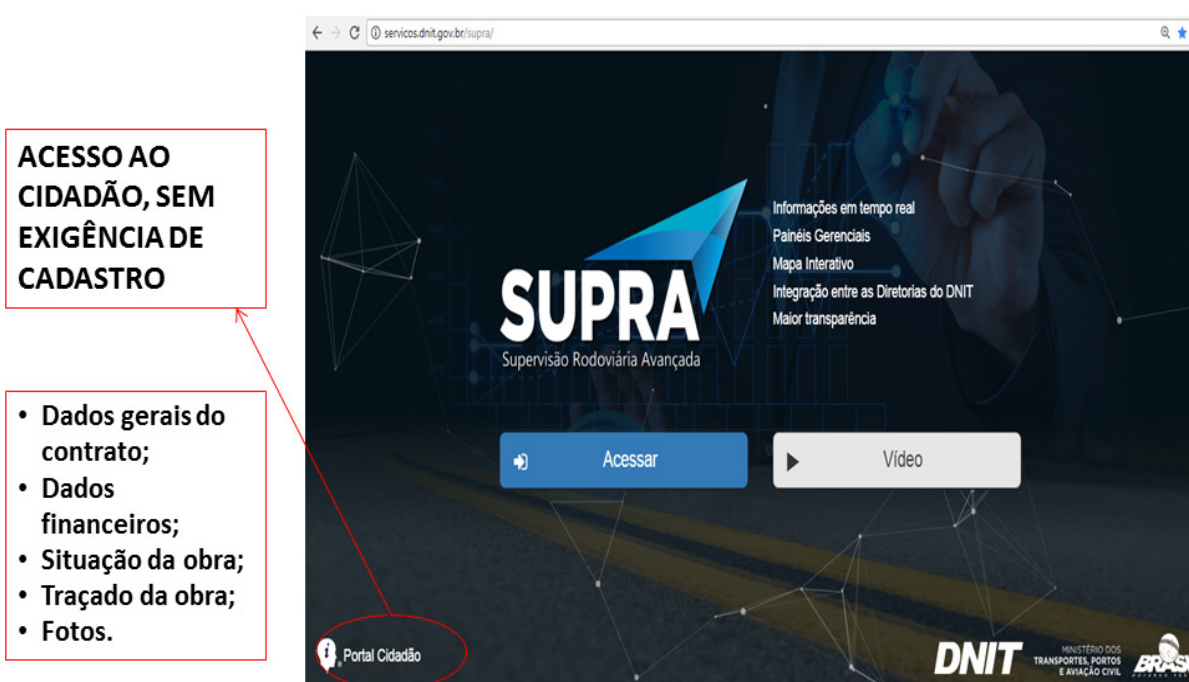 servicos.dnit.gov.br/supra/
ACESSO AO
CIDADÃO, SEM
EXIGÊNCIA DE
CADASTRO
• Dados gerais do
contrato;
• Dados
financeiros;
• Situação da obra;
• Traçado da obra;
• Fotos.
SUPRA
Supervisão Rodoviária Avançada
Informações em tempo real
Painéis Gerenciais
Mapa Interativo
Integração entre as Diretorias do DNIT
Maior transparência
Acessar
Vídeo
Portal Cidadão
DNIT
MINISTÉRIO DOS
TRANSPORTES, PORTOS
E AVIAÇÃO CIVIL